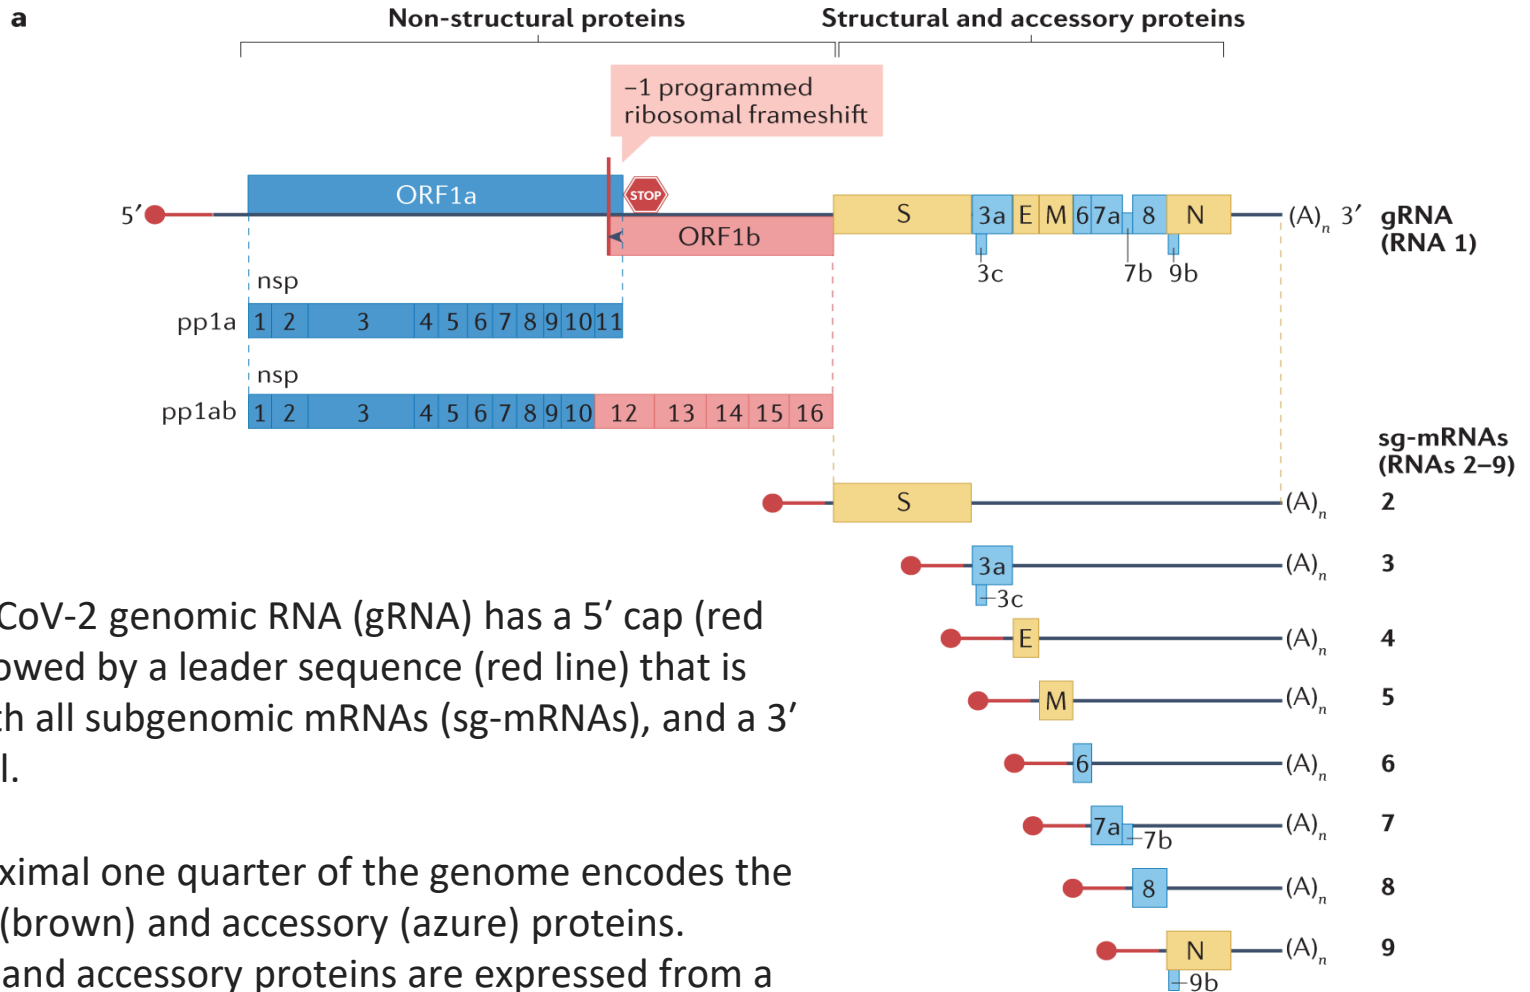 a
Non-structural proteins
Structural and accessory proteins
–1 programmed
ribosomal frameshift
ORF1a
STOP
5′
S
3a
E
M
6
7a
8
N
(A)n 3′
gRNA
(RNA 1)
ORF1b
3c
7b
9b
nsp
pp1a
1 2 3 4 5 6 7 8 9 10 11
nsp
pp1ab
1 2 3 4 5 6 7 8 9 10 12 13 14 15 16
sg-mRNAs
(RNAs 2–9)
S (A)n 2
3a (A)n 3
3c
E (A)n 4
M (A)n 5
6 (A)n 6
7a 7b (A)n 7
8 (A)n 8
N (A)n 9
9b
CoV-2 genomic RNA (gRNA) has a 5′ cap (red
owed by a leader sequence (red line) that is
th all subgenomic mRNAs (sg-mRNAs), and a 3′
l.
ximal one quarter of the genome encodes the
(brown) and accessory (azure) proteins.
and accessory proteins are expressed from a